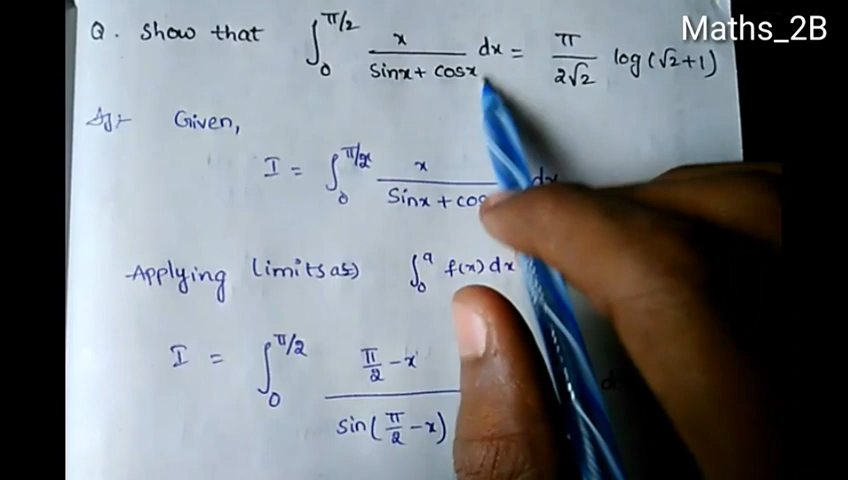 Maths_2B
Q. Show that ∫₀^π/2 x/(sinx + cosx) dx = π/(2√2) log(√2+1)
Given,
I = ∫₀^π/2 x/(Sinx + cos dx
Applying limits as) ∫₀^a f(x) dx
I = ∫₀^π/2 (π/2 - x)/(sin(π/2 - x)